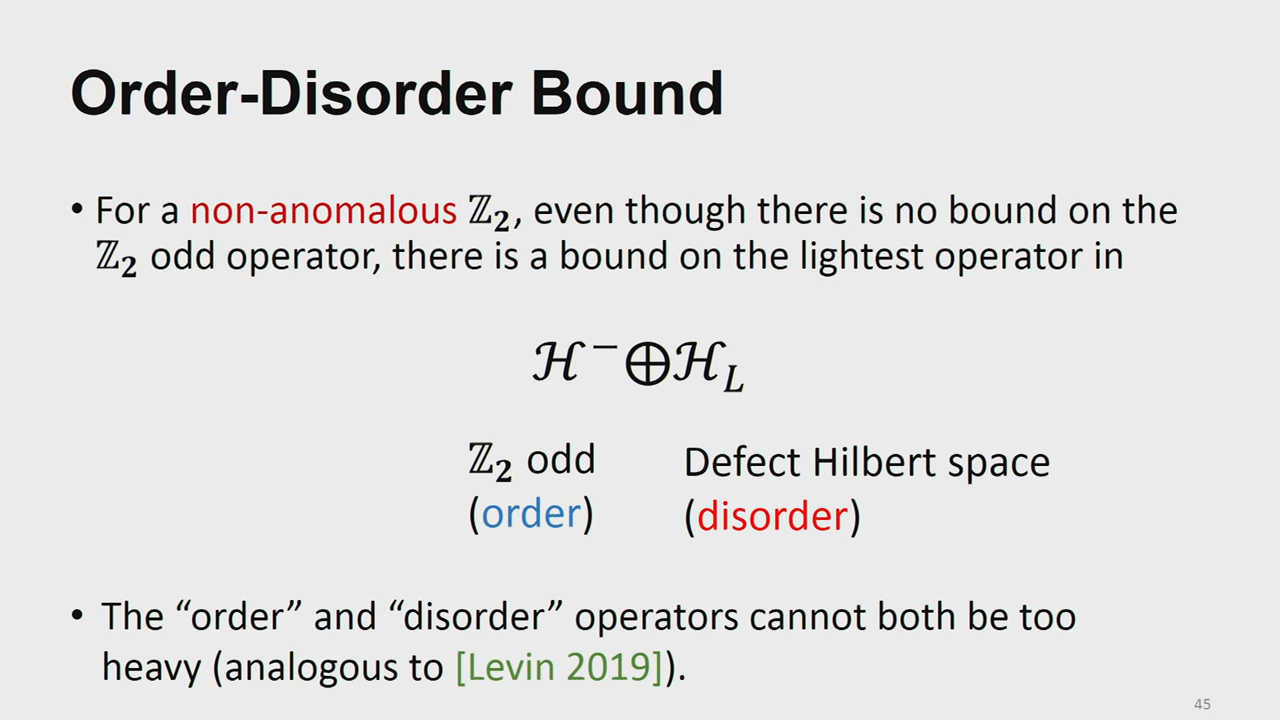 Order-Disorder Bound
• For a non-anomalous ℤ₂, even though there is no bound on the
ℤ₂ odd operator, there is a bound on the lightest operator in
ℋ⁻⊕ℋ_L
ℤ₂ odd Defect Hilbert space
(order) (disorder)
• The “order” and “disorder” operators cannot both be too
heavy (analogous to [Levin 2019]).
45